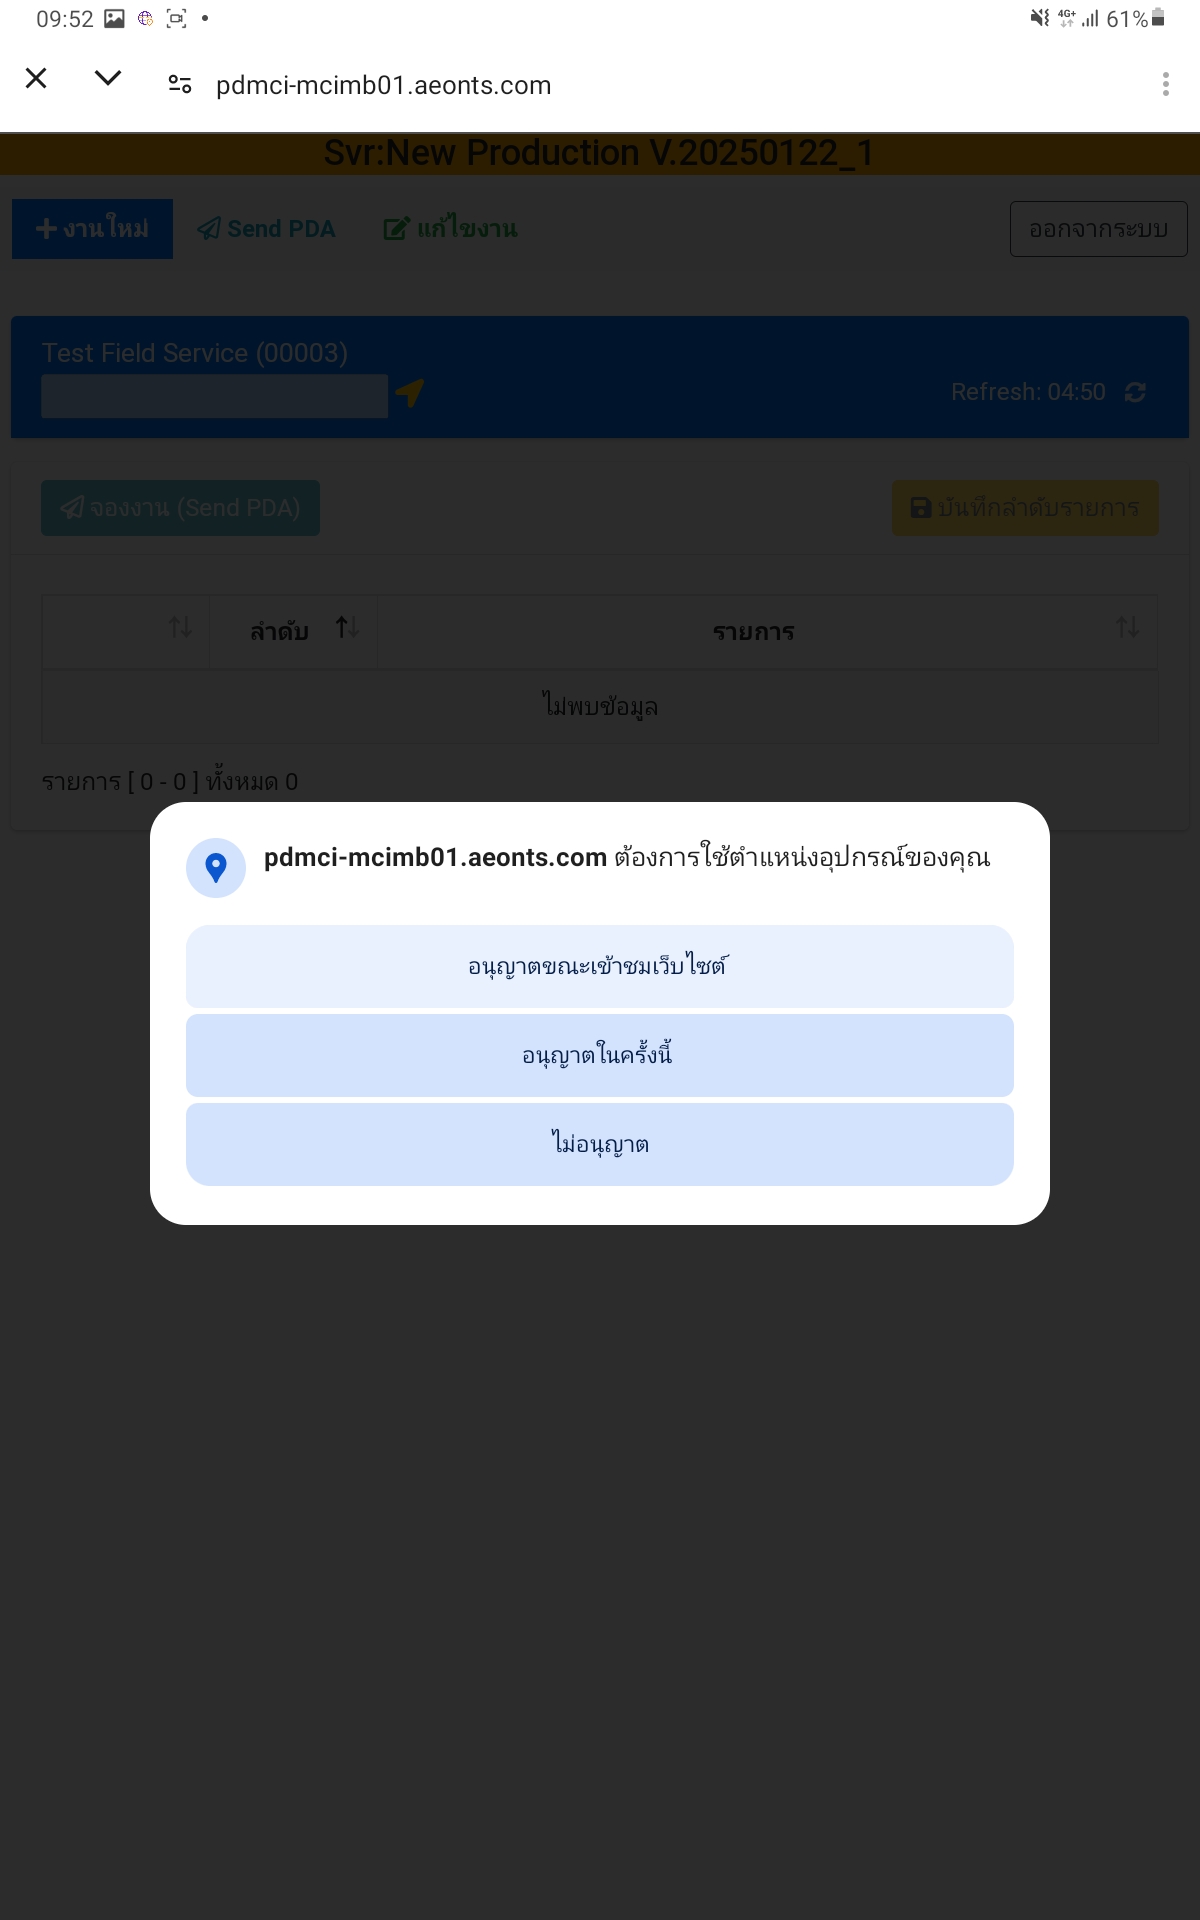 09:52
4G+
61%
pdmci-mcimb01.aeonts.com
Svr:New Production V.20250122_1
งานใหม่
Send PDA
แก้ไขงาน
ออกจากระบบ
Test Field Service (00003)
Refresh: 04:50
จองงาน (Send PDA)
บันทึกลำดับรายการ
ลำดับ
รายการ
ไม่พบข้อมูล
รายการ [ 0 - 0 ] ทั้งหมด 0
pdmci-mcimb01.aeonts.com ต้องการใช้ตำแหน่งอุปกรณ์ของคุณ
อนุญาตขณะเข้าชมเว็บไซต์
อนุญาตในครั้งนี้
ไม่อนุญาต